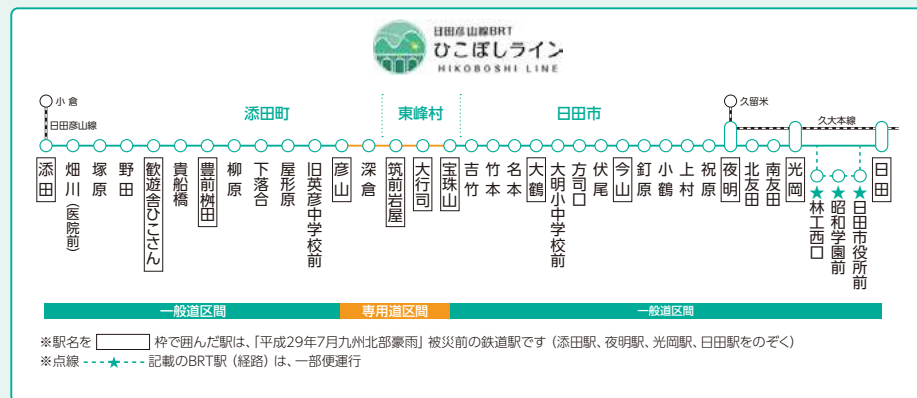 日田彦山線BRT
ひこぼしライン
HIKOBOSHI LINE
小倉
日田彦山線
添田町
東峰村
日田市
久留米
久大本線
添田
畑川(医院前)
塚原
野田
歓遊舎ひこさん
貴船橋
豊前桝田
柳原
下落合
屋形原
旧英彦中学校前
彦山
深倉
筑前岩屋
大行司
宝珠山
吉竹
竹本
名本
大鶴
大明小中学校前
方司口
伏尾
今山
釘原
小鶴
上村
祝原
夜明
北友田
南友田
光岡
★林工西口
★昭和学園前
★日田市役所前
日田
一般道区間
専用道区間
一般道区間
※駅名を 枠で囲んだ駅は、「平成29年7月九州北部豪雨」被災前の鉄道駅です(添田駅、夜明駅、光岡駅、日田駅をのぞく)
※点線 ----★---- 記載のBRT駅(経路)は、一部便運行